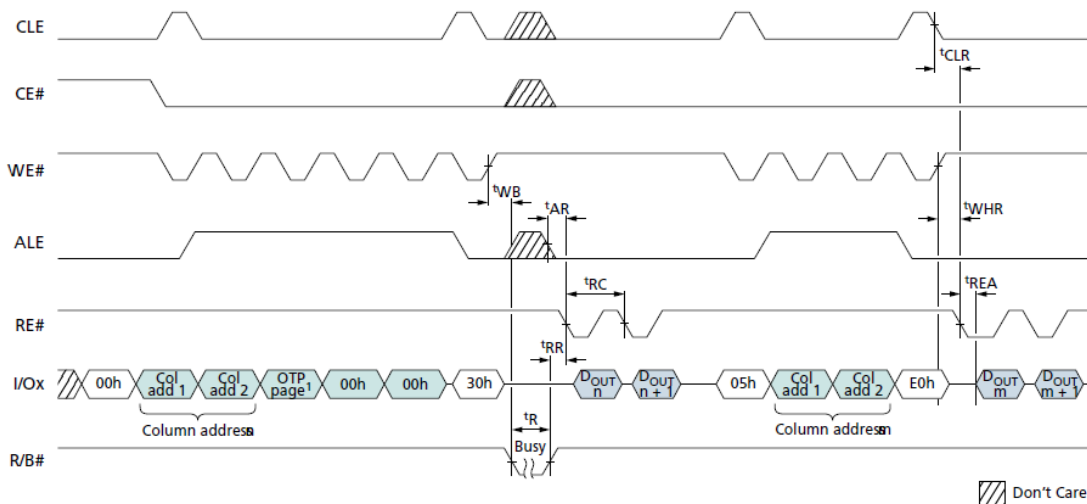 CLE
tCLR
CE#
WE#
tWB
tAR
tWHR
ALE
tRC
tREA
RE#
tRR
I/Ox
00h
Col add 1
Col add 2
OTP page1
00h
00h
30h
DOUT n
DOUT n + 1
05h
Col add 1
Col add 2
E0h
DOUT m
DOUT m + 1
Column address n
tR
Column address m
Busy
R/B#
Don't Care